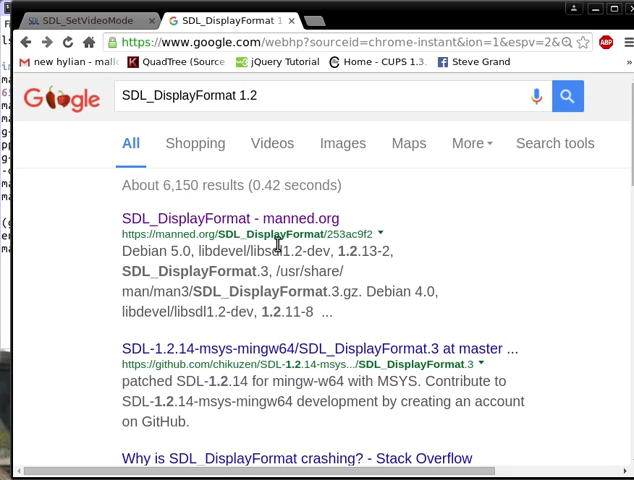 SDL_SetVideoMode
SDL_DisplayFormat 1
https://www.google.com/webhp?sourceid=chrome-instant&ion=1&espv=2&
ABP
new hylian - mall
QuadTree (Source
jQuery Tutorial
Home - CUPS 1.3.
Steve Grand
Google
SDL_DisplayFormat 1.2
All Shopping Videos Images Maps More Search tools
About 6,150 results (0.42 seconds)
SDL_DisplayFormat - manned.org
https://manned.org/SDL_DisplayFormat/253ac9f2
Debian 5.0, libdevel/libsdl1.2-dev, 1.2.13-2,
SDL_DisplayFormat.3, /usr/share/
man/man3/SDL_DisplayFormat.3.gz. Debian 4.0,
libdevel/libsdl1.2-dev, 1.2.11-8 ...
SDL-1.2.14-msys-mingw64/SDL_DisplayFormat.3 at master ...
https://github.com/chikuzen/SDL-1.2.14-msys.../SDL_DisplayFormat.3
patched SDL-1.2.14 for mingw-w64 with MSYS. Contribute to
SDL-1.2.14-msys-mingw64 development by creating an account
on GitHub.
Why is SDL_DisplayFormat crashing? - Stack Overflow